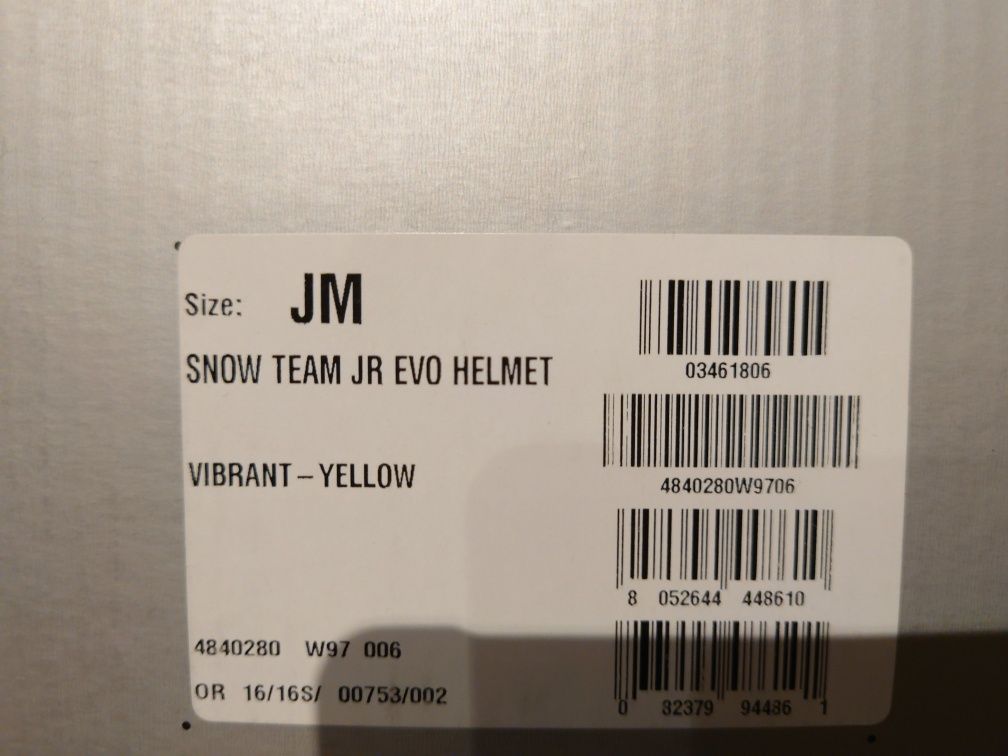 Size: JM
SNOW TEAM JR EVO HELMET
VIBRANT – YELLOW
4840280 W97 006
OR 16/16S/ 00753/002
03461806
4840280W9706
8 052644 448610
0 82379 94486 1